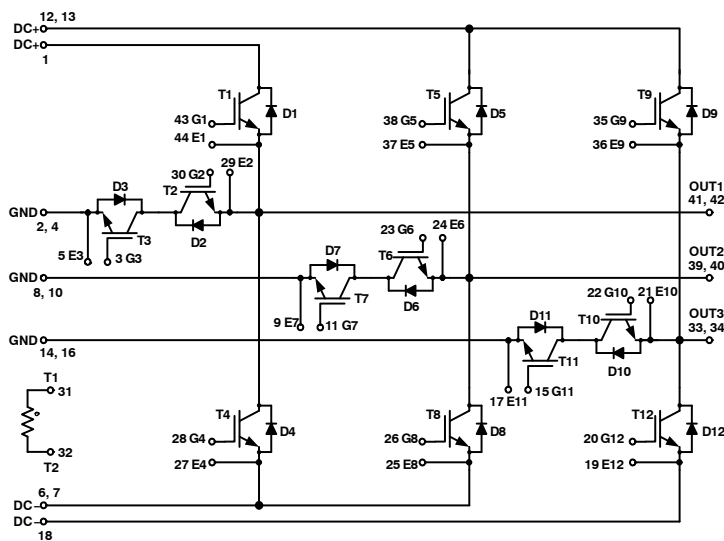 12, 13
DC+
DC+
1
T1
D1
43 G1
44 E1
T5
D5
38 G5
37 E5
T9
D9
35 G9
36 E9
30 G2
29 E2
D3
T2
T3
D2
GND
2, 4
5 E3
3 G3
OUT1
41, 42
23 G6
24 E6
D7
T6
T7
D6
GND
8, 10
9 E7
11 G7
OUT2
39, 40
22 G10
21 E10
D11
T10
T11
D10
GND
14, 16
17 E11
15 G11
OUT3
33, 34
T1
31
32
T2
T4
D4
28 G4
27 E4
T8
D8
26 G8
25 E8
T12
D12
20 G12
19 E12
6, 7
DC−
DC−
18